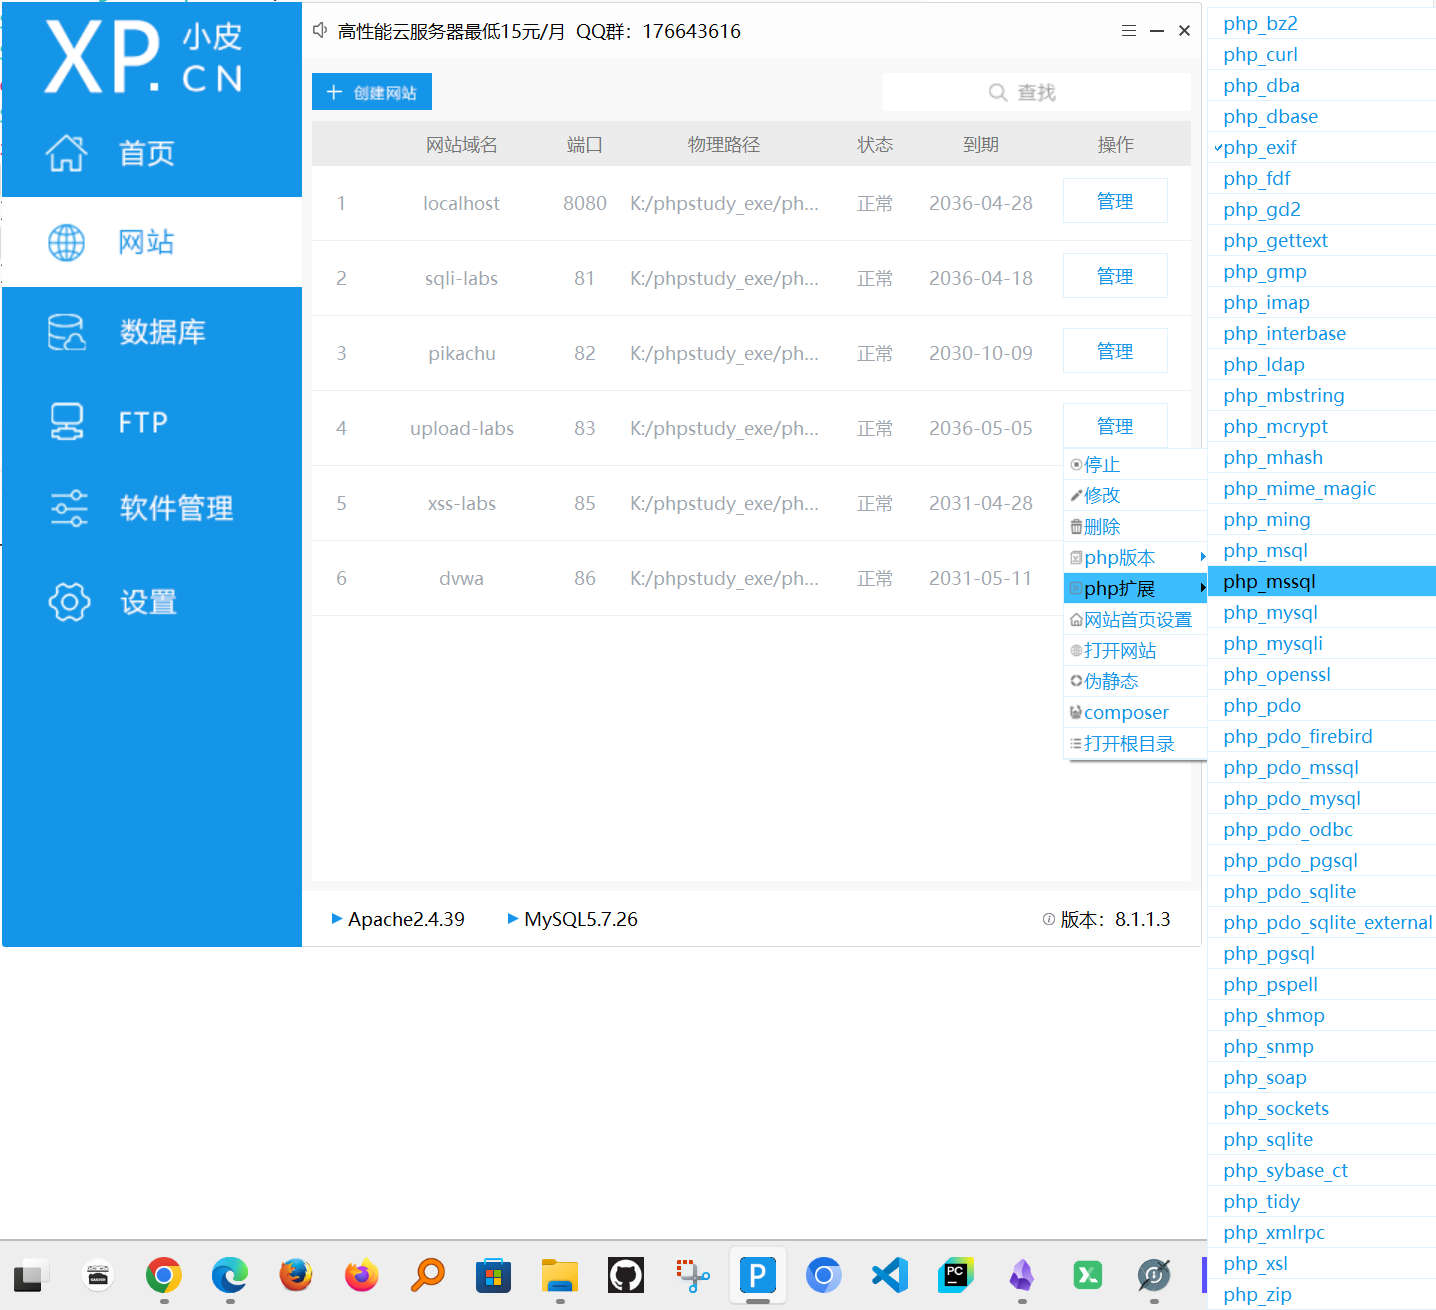 XP.小皮CN
高性能云服务器最低15元/月 QQ群：176643616
首页
网站
数据库
FTP
软件管理
设置
创建网站
查找
网站域名 端口 物理路径 状态 到期 操作
1 localhost 8080 K:/phpstudy_exe/ph... 正常 2036-04-28 管理
2 sqli-labs 81 K:/phpstudy_exe/ph... 正常 2036-04-18 管理
3 pikachu 82 K:/phpstudy_exe/ph... 正常 2030-10-09 管理
4 upload-labs 83 K:/phpstudy_exe/ph... 正常 2036-05-05 管理
5 xss-labs 85 K:/phpstudy_exe/ph... 正常 2031-04-28
6 dvwa 86 K:/phpstudy_exe/ph... 正常 2031-05-11
停止
修改
删除
php版本
php扩展
网站首页设置
打开网站
伪静态
composer
打开根目录
php_bz2
php_curl
php_dba
php_dbase
php_exif
php_fdf
php_gd2
php_gettext
php_gmp
php_imap
php_interbase
php_ldap
php_mbstring
php_mcrypt
php_mhash
php_mime_magic
php_ming
php_msql
php_mssql
php_mysql
php_mysqli
php_openssl
php_pdo
php_pdo_firebird
php_pdo_mssql
php_pdo_mysql
php_pdo_odbc
php_pdo_pgsql
php_pdo_sqlite
php_pdo_sqlite_external
php_pgsql
php_pspell
php_shmop
php_snmp
php_soap
php_sockets
php_sqlite
php_sybase_ct
php_tidy
php_xmlrpc
php_xsl
php_zip
Apache2.4.39 MySQL5.7.26 版本：8.1.1.3
P
PC